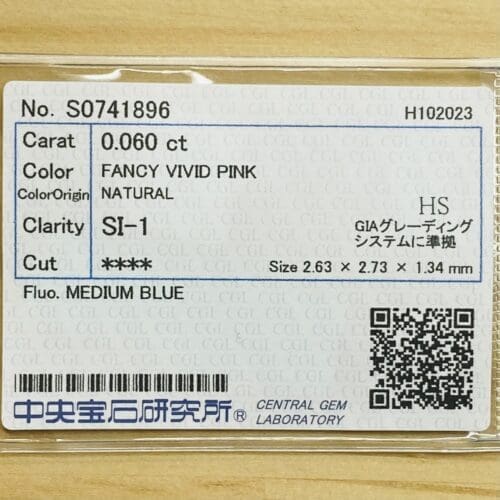 No. S0741896 H102023
Carat 0.060 ct
Color FANCY VIVID PINK
ColorOrigin NATURAL
Clarity SI-1
HS
GIAグレーディング
システムに準拠
Cut **** Size 2.63 × 2.73 × 1.34 mm
Fluo. MEDIUM BLUE
中央宝石研究所® CENTRAL GEM
LABORATORY